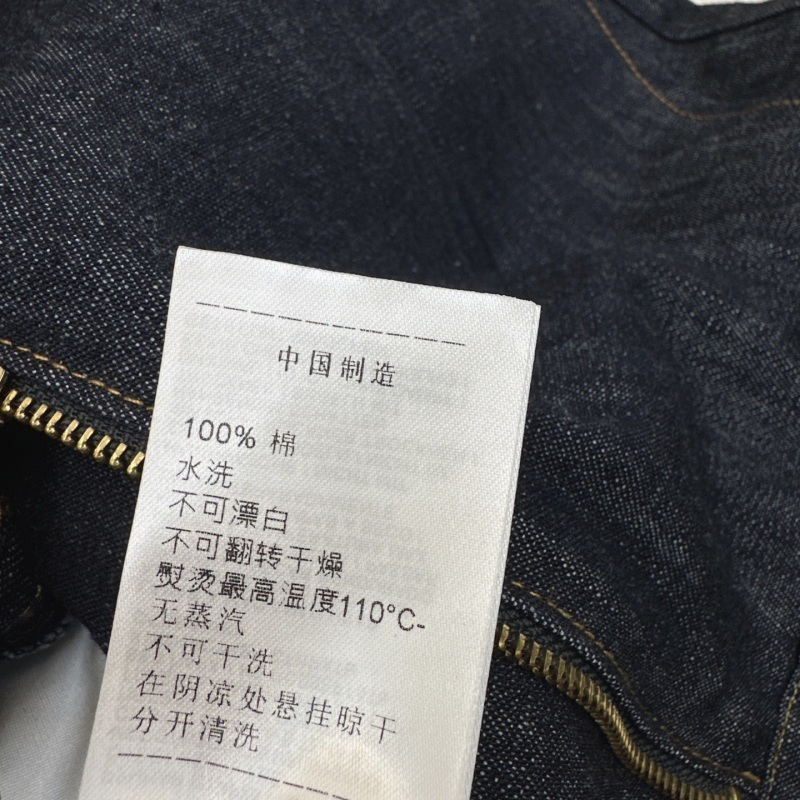 中国制造
100% 棉
水洗
不可漂白
不可翻转干燥
熨烫最高温度110°C-
无蒸汽
不可干洗
在阴凉处悬挂晾干
分开清洗